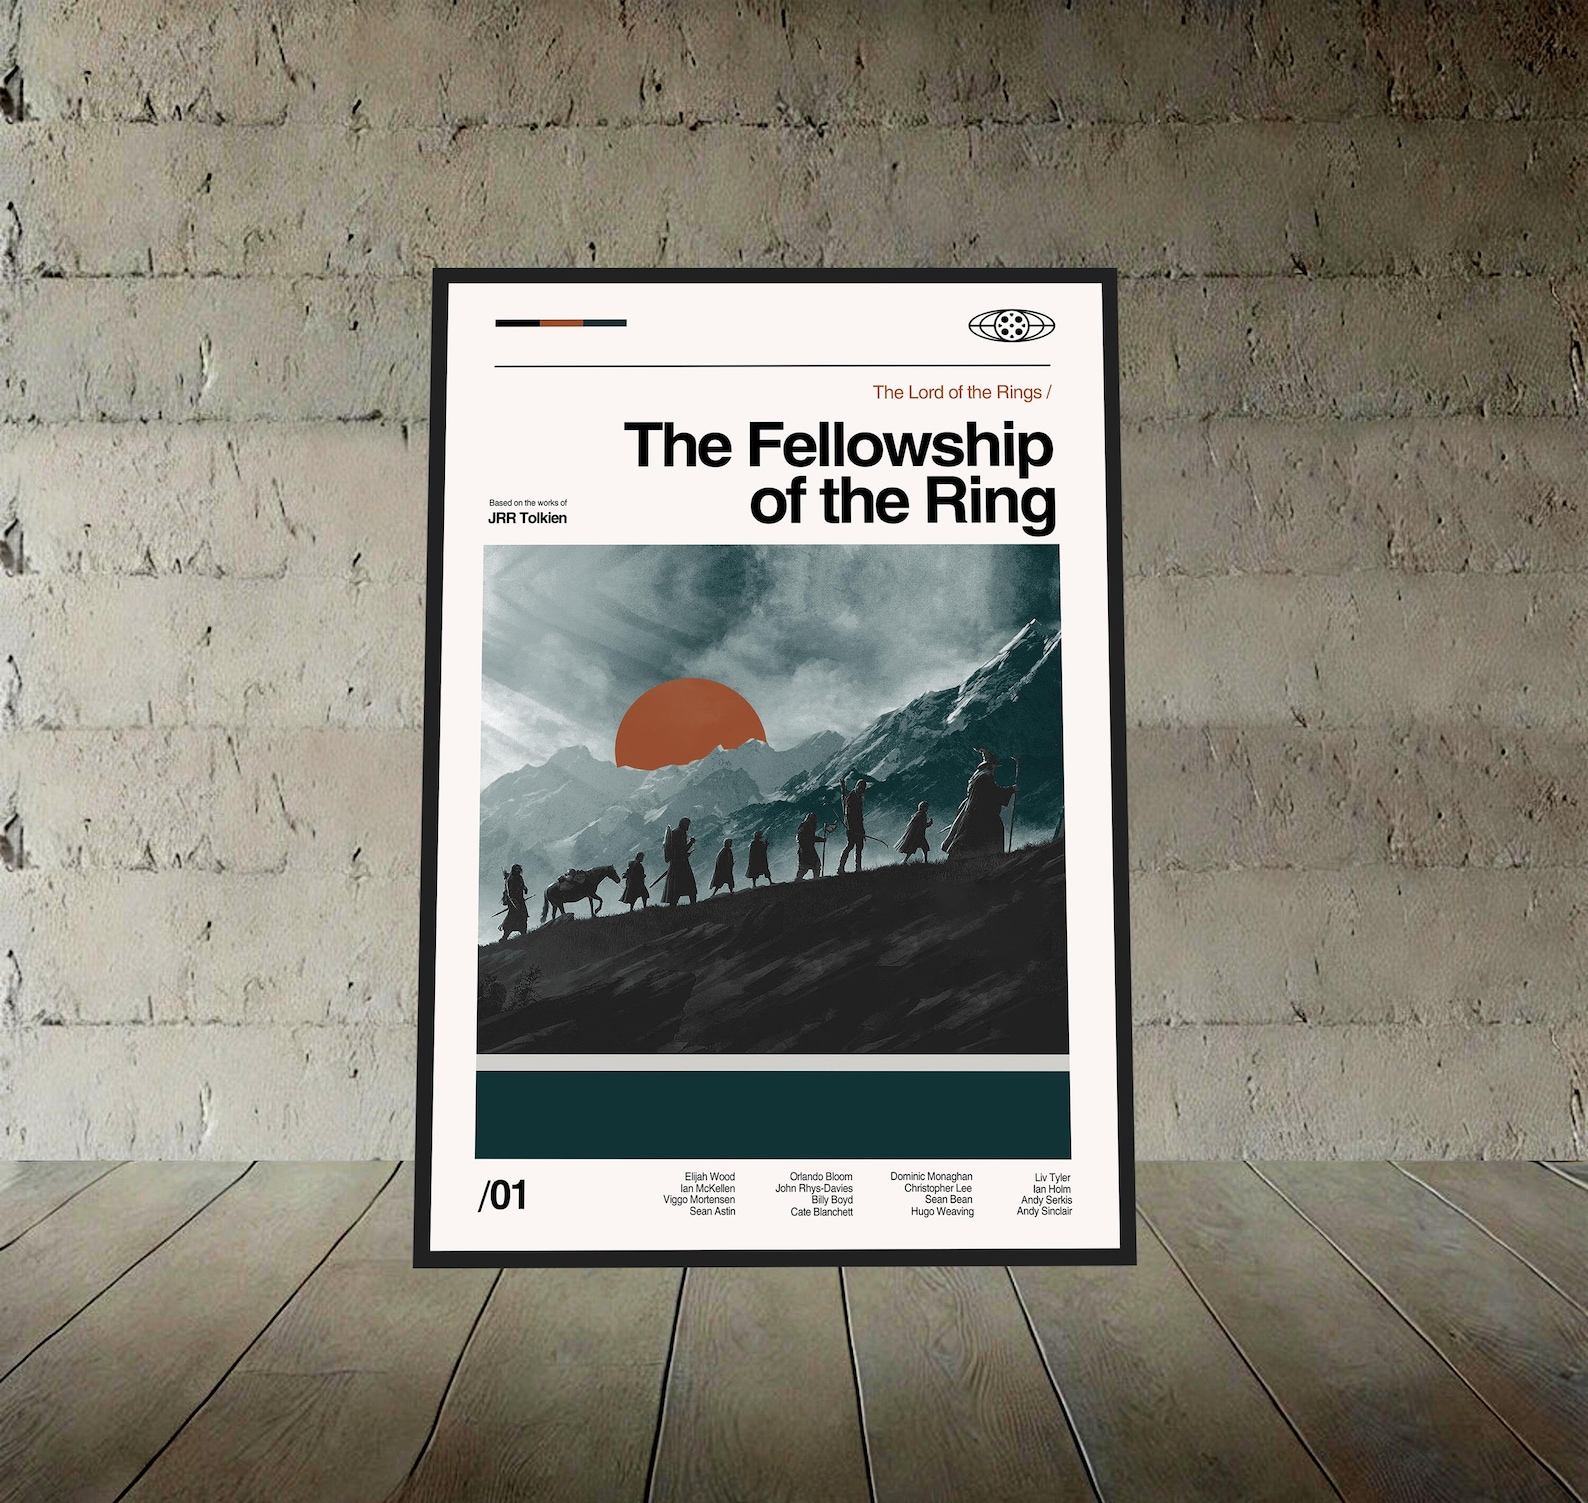 The Lord of the Rings /
The Fellowship
of the Ring
Based on the works of
JRR Tolkien
/01
Elijah Wood
Ian McKellen
Viggo Mortensen
Sean Astin
Orlando Bloom
John Rhys-Davies
Billy Boyd
Cate Blanchett
Dominic Monaghan
Christopher Lee
Sean Bean
Hugo Weaving
Liv Tyler
Ian Holm
Andy Serkis
Andy Sinclair